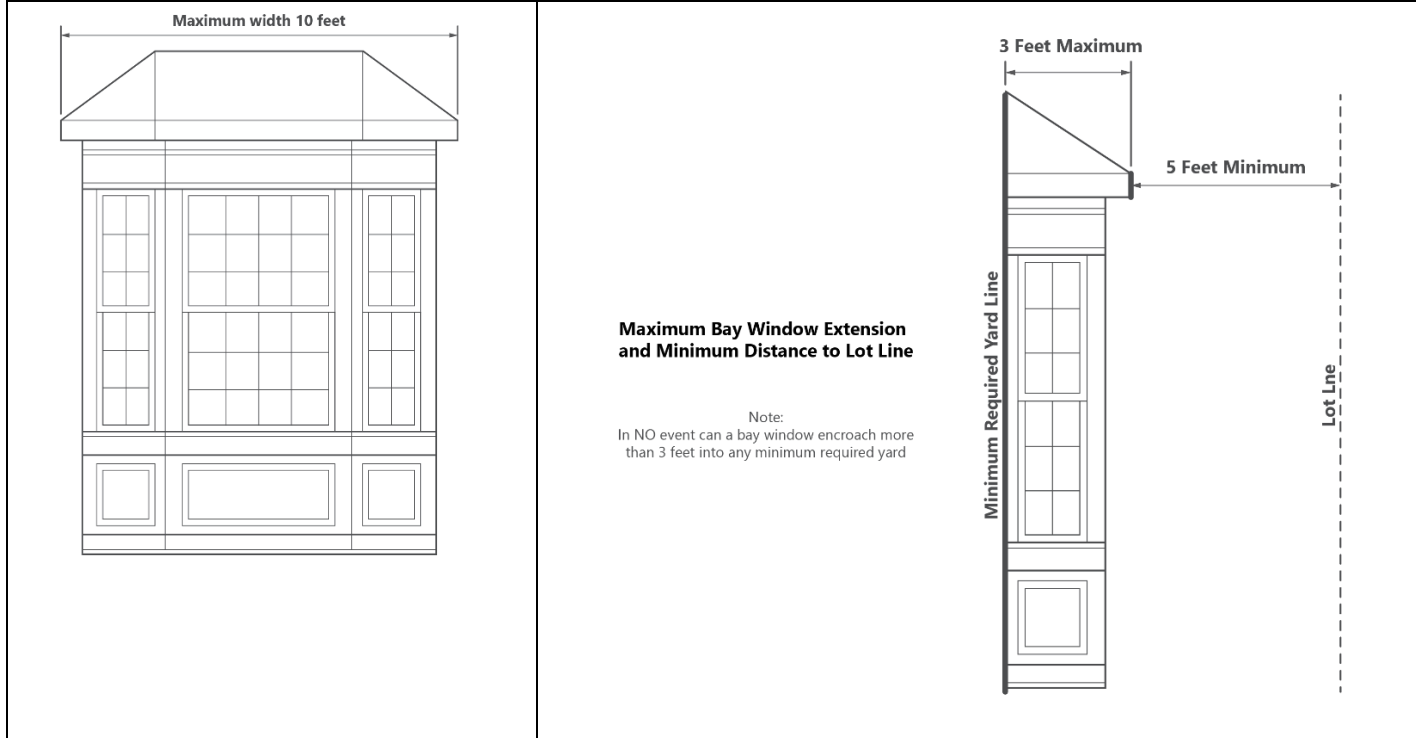 Maximum width 10 feet
3 Feet Maximum
5 Feet Minimum
Maximum Bay Window Extension
and Minimum Distance to Lot Line
Note:
In NO event can a bay window encroach more
than 3 feet into any minimum required yard
Minimum Required Yard Line
Lot Lne